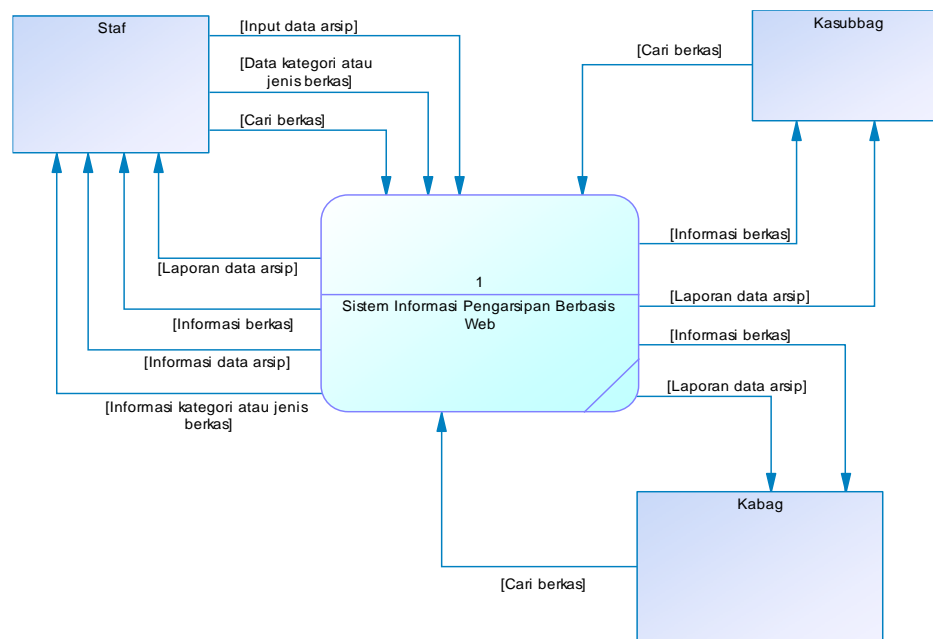 Staf
[Input data arsip]
[Data kategori atau
jenis berkas]
[Cari berkas]
Kasubbag
[Cari berkas]
[Laporan data arsip]
[Informasi berkas]
[Informasi data arsip]
[Informasi kategori atau jenis
berkas]
1
Sistem Informasi Pengarsipan Berbasis
Web
[Informasi berkas]
[Laporan data arsip]
[Informasi berkas]
[Laporan data arsip]
Kabag
[Cari berkas]